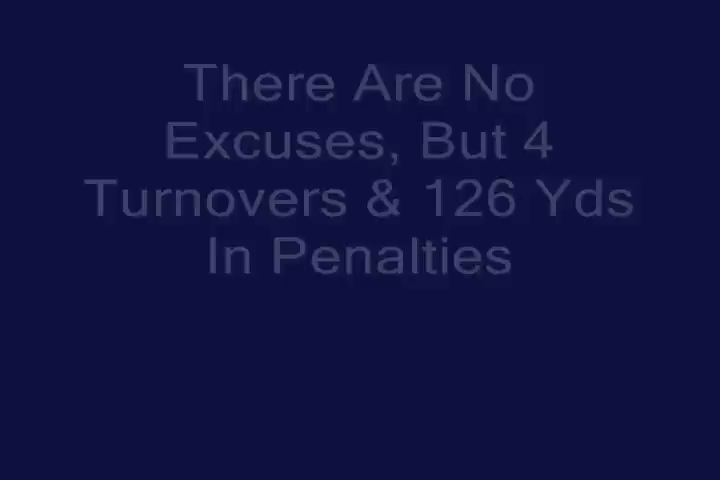 There Are No
Excuses, But 4
Turnovers & 126 Yds
In Penalties